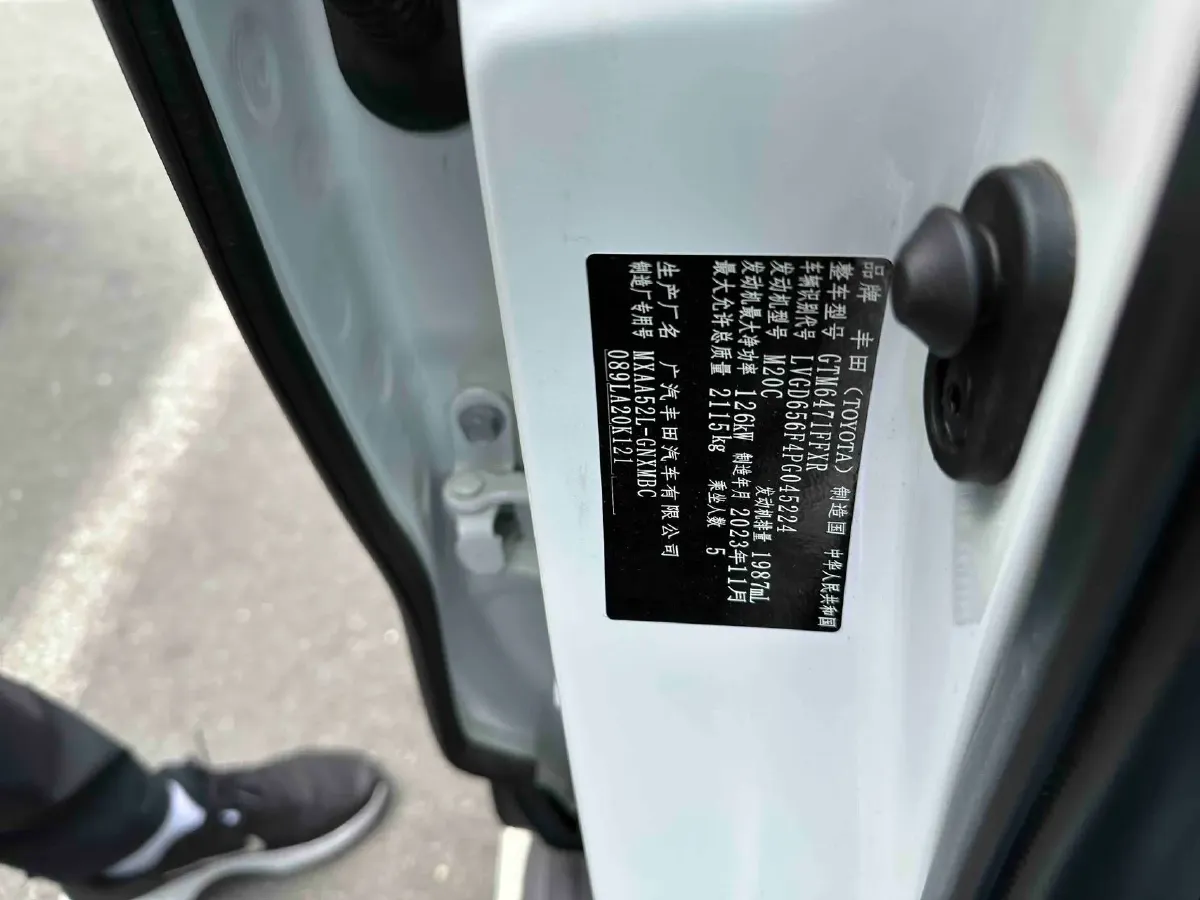 品牌 丰田（TOYOTA）制造国 中华人民共和国
整车型号 GTM6471FFXR
车辆识别代号 LVGD656F4PG045224
发动机型号 M20C 发动机排量 1987mL
发动机最大净功率 126kW 制造年月 2023年11月
最大允许总质量 2115kg 乘坐人数 5
生产厂名 广汽丰田汽车有限公司
制造厂专用号 MXAA52L-GNXMBC
089LA20K121